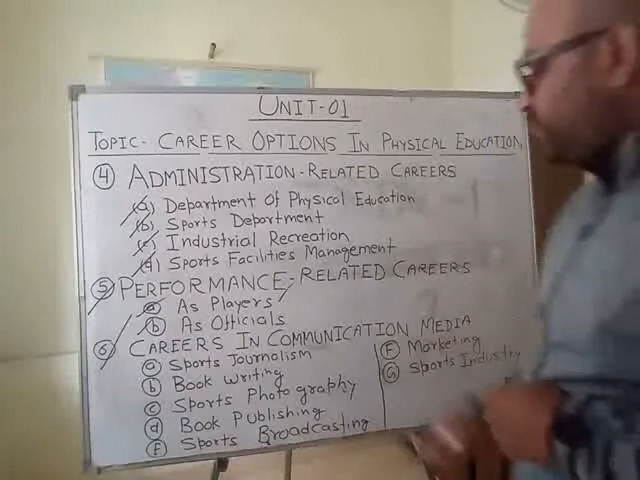 UNIT-01
TOPIC- CAREER OPTIONS IN PHYSICAL EDUCATION
④ ADMINISTRATION-RELATED CAREERS
(a) Department Of Physical Education
(b) Sports Department
(c) Industrial Recreation
(d) Sports Facilities Management
⑤ PERFORMANCE-RELATED CAREERS
ⓐ As Players
ⓑ As Officials
⑥ CAREERS IN COMMUNICATION MEDIA
ⓐ Sports Journalism
ⓑ Book Writing
ⓒ Sports Photography
ⓓ Book Publishing
Ⓕ Sports Broadcasting
Ⓕ Marketing
Ⓖ Sports Industry